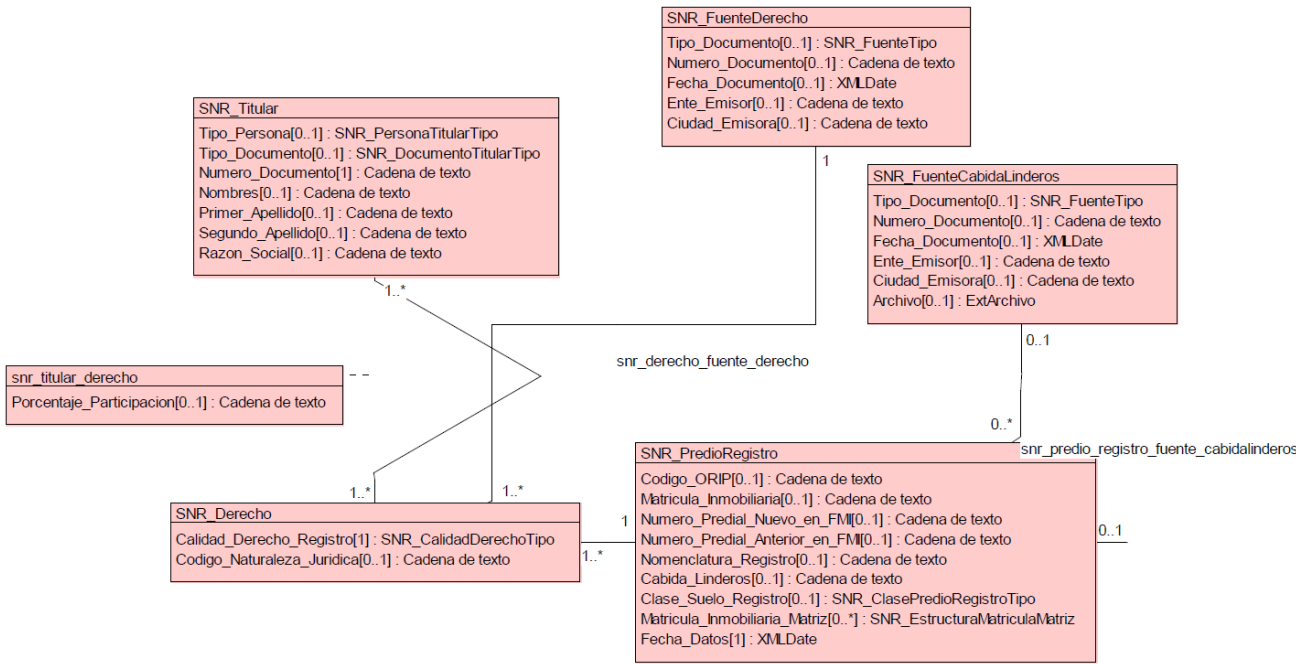 SNR_FuenteDerecho
Tipo_Documento[0..1] : SNR_FuenteTipo
Numero_Documento[0..1] : Cadena de texto
Fecha_Documento[0..1] : XMLDate
Ente_Emisor[0..1] : Cadena de texto
Ciudad_Emisora[0..1] : Cadena de texto
1
SNR_Titular
Tipo_Persona[0..1] : SNR_PersonaTitularTipo
Tipo_Documento[0..1] : SNR_DocumentoTitularTipo
Numero_Documento[1] : Cadena de texto
Nombres[0..1] : Cadena de texto
Primer_Apellido[0..1] : Cadena de texto
Segundo_Apellido[0..1] : Cadena de texto
Razon_Social[0..1] : Cadena de texto
1..*
SNR_FuenteCabidaLinderos
Tipo_Documento[0..1] : SNR_FuenteTipo
Numero_Documento[0..1] : Cadena de texto
Fecha_Documento[0..1] : XMLDate
Ente_Emisor[0..1] : Cadena de texto
Ciudad_Emisora[0..1] : Cadena de texto
Archivo[0..1] : ExtArchivo
0..1
snr_derecho_fuente_derecho
snr_titular_derecho
Porcentaje_Participacion[0..1] : Cadena de texto
0..*
snr_predio_registro_fuente_cabidalinderos
1..*
1..*
SNR_Derecho
Calidad_Derecho_Registro[1] : SNR_CalidadDerechoTipo
Codigo_Naturaleza_Juridica[0..1] : Cadena de texto
1
1..*
SNR_PredioRegistro
Codigo_ORIP[0..1] : Cadena de texto
Matricula_Inmobiliaria[0..1] : Cadena de texto
Numero_Predial_Nuevo_en_FMI[0..1] : Cadena de texto
Numero_Predial_Anterior_en_FMI[0..1] : Cadena de texto
Nomenclatura_Registro[0..1] : Cadena de texto
Cabida_Linderos[0..1] : Cadena de texto
Clase_Suelo_Registro[0..1] : SNR_ClasePredioRegistroTipo
Matricula_Inmobiliaria_Matriz[0..*] : SNR_EstructuraMatriculaMatriz
Fecha_Datos[1] : XMLDate
0..1